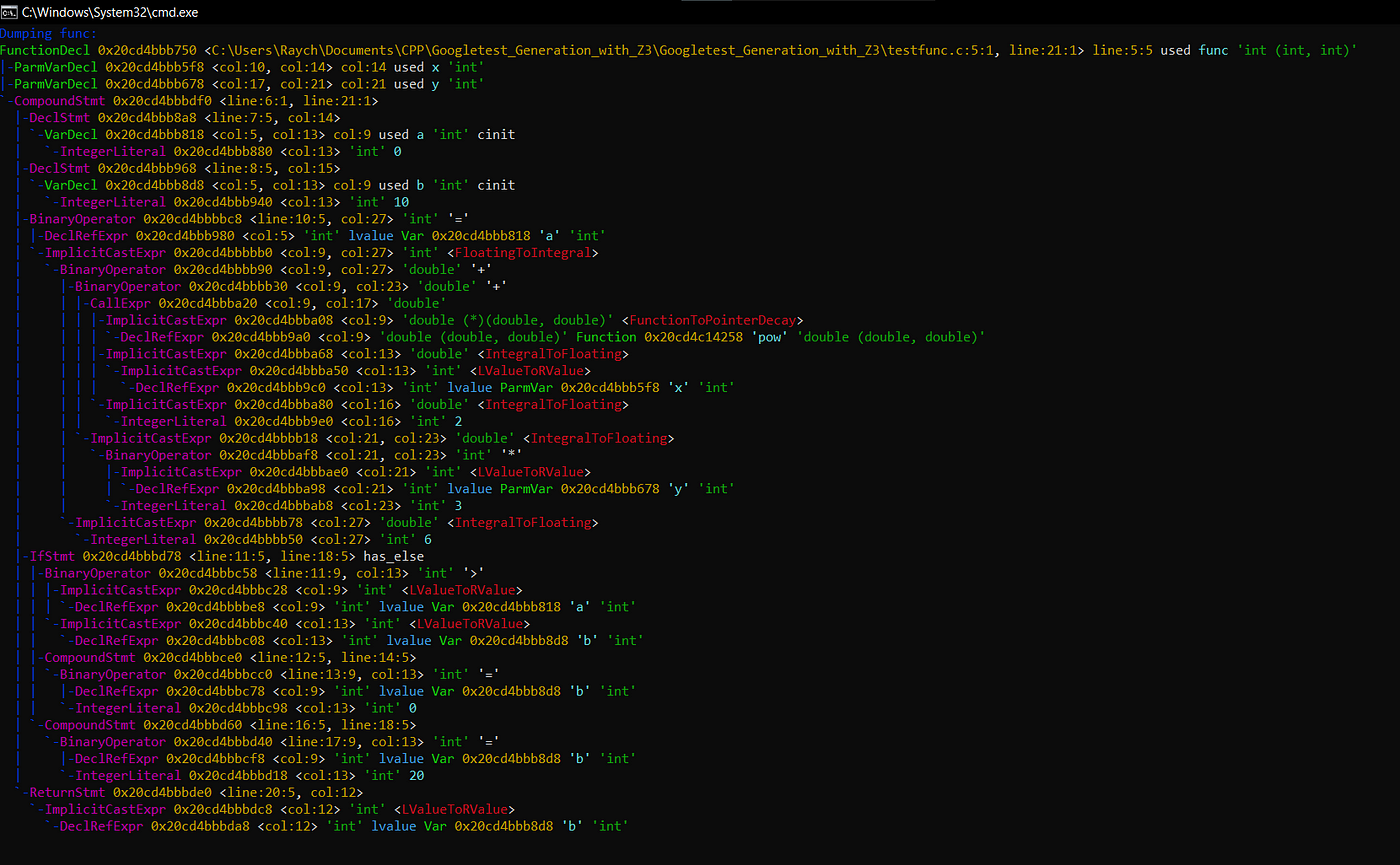 C:\Windows\System32\cmd.exe
Dumping func:
FunctionDecl 0x20cd4bbb750 <C:\Users\Raych\Documents\CPP\Googletest_Generation_with_Z3\Googletest_Generation_with_Z3\testfunc.c:5:1, line:21:1> line:5:5 used func 'int (int, int)'
|-ParmVarDecl 0x20cd4bbb5f8 <col:10, col:14> col:14 used x 'int'
|-ParmVarDecl 0x20cd4bbb678 <col:17, col:21> col:21 used y 'int'
`-CompoundStmt 0x20cd4bbbdf0 <line:6:1, line:21:1>
  |-DeclStmt 0x20cd4bbb8a8 <line:7:5, col:14>
  | `-VarDecl 0x20cd4bbb818 <col:5, col:13> col:9 used a 'int' cinit
  |   `-IntegerLiteral 0x20cd4bbb880 <col:13> 'int' 0
  |-DeclStmt 0x20cd4bbb968 <line:8:5, col:15>
  | `-VarDecl 0x20cd4bbb8d8 <col:5, col:13> col:9 used b 'int' cinit
  |   `-IntegerLiteral 0x20cd4bbb940 <col:13> 'int' 10
  |-BinaryOperator 0x20cd4bbbbc8 <line:10:5, col:27> 'int' '='
  | |-DeclRefExpr 0x20cd4bbb980 <col:5> 'int' lvalue Var 0x20cd4bbb818 'a' 'int'
  | `-ImplicitCastExpr 0x20cd4bbbbb0 <col:9, col:27> 'int' <FloatingToIntegral>
  |   `-BinaryOperator 0x20cd4bbbb90 <col:9, col:27> 'double' '+'
  |     |-BinaryOperator 0x20cd4bbbb30 <col:9, col:23> 'double' '+'
  |     | |-CallExpr 0x20cd4bbba20 <col:9, col:17> 'double'
  |     | | |-ImplicitCastExpr 0x20cd4bbba08 <col:9> 'double (*)(double, double)' <FunctionToPointerDecay>
  |     | | | `-DeclRefExpr 0x20cd4bbb9a0 <col:9> 'double (double, double)' Function 0x20cd4c14258 'pow' 'double (double, double)'
  |     | | |-ImplicitCastExpr 0x20cd4bbba68 <col:13> 'double' <IntegralToFloating>
  |     | | | `-ImplicitCastExpr 0x20cd4bbba50 <col:13> 'int' <LValueToRValue>
  |     | | |   `-DeclRefExpr 0x20cd4bbb9c0 <col:13> 'int' lvalue ParmVar 0x20cd4bbb5f8 'x' 'int'
  |     | | `-ImplicitCastExpr 0x20cd4bbba80 <col:16> 'double' <IntegralToFloating>
  |     | |   `-IntegerLiteral 0x20cd4bbb9e0 <col:16> 'int' 2
  |     | `-ImplicitCastExpr 0x20cd4bbbb18 <col:21, col:23> 'double' <IntegralToFloating>
  |     |   `-BinaryOperator 0x20cd4bbbaf8 <col:21, col:23> 'int' '*'
  |     |     |-ImplicitCastExpr 0x20cd4bbbae0 <col:21> 'int' <LValueToRValue>
  |     |     | `-DeclRefExpr 0x20cd4bbba98 <col:21> 'int' lvalue ParmVar 0x20cd4bbb678 'y' 'int'
  |     |     `-IntegerLiteral 0x20cd4bbbab8 <col:23> 'int' 3
  |     `-ImplicitCastExpr 0x20cd4bbbb78 <col:27> 'double' <IntegralToFloating>
  |       `-IntegerLiteral 0x20cd4bbbb50 <col:27> 'int' 6
  |-IfStmt 0x20cd4bbbd78 <line:11:5, line:18:5> has_else
  | |-BinaryOperator 0x20cd4bbbc58 <line:11:9, col:13> 'int' '>'
  | | |-ImplicitCastExpr 0x20cd4bbbc28 <col:9> 'int' <LValueToRValue>
  | | | `-DeclRefExpr 0x20cd4bbbbe8 <col:9> 'int' lvalue Var 0x20cd4bbb818 'a' 'int'
  | | `-ImplicitCastExpr 0x20cd4bbbc40 <col:13> 'int' <LValueToRValue>
  | |   `-DeclRefExpr 0x20cd4bbbc08 <col:13> 'int' lvalue Var 0x20cd4bbb8d8 'b' 'int'
  | |-CompoundStmt 0x20cd4bbbce0 <line:12:5, line:14:5>
  | | `-BinaryOperator 0x20cd4bbbcc0 <line:13:9, col:13> 'int' '='
  | |   |-DeclRefExpr 0x20cd4bbbc78 <col:9> 'int' lvalue Var 0x20cd4bbb8d8 'b' 'int'
  | |   `-IntegerLiteral 0x20cd4bbbc98 <col:13> 'int' 0
  | `-CompoundStmt 0x20cd4bbbd60 <line:16:5, line:18:5>
  |   `-BinaryOperator 0x20cd4bbbd40 <line:17:9, col:13> 'int' '='
  |     |-DeclRefExpr 0x20cd4bbbcf8 <col:9> 'int' lvalue Var 0x20cd4bbb8d8 'b' 'int'
  |     `-IntegerLiteral 0x20cd4bbbd18 <col:13> 'int' 20
  `-ReturnStmt 0x20cd4bbbde0 <line:20:5, col:12>
    `-ImplicitCastExpr 0x20cd4bbbdc8 <col:12> 'int' <LValueToRValue>
      `-DeclRefExpr 0x20cd4bbbda8 <col:12> 'int' lvalue Var 0x20cd4bbb8d8 'b' 'int'